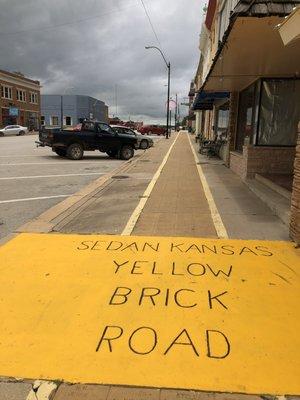 SEDAN KANSAS
YELLOW
BRICK
ROAD